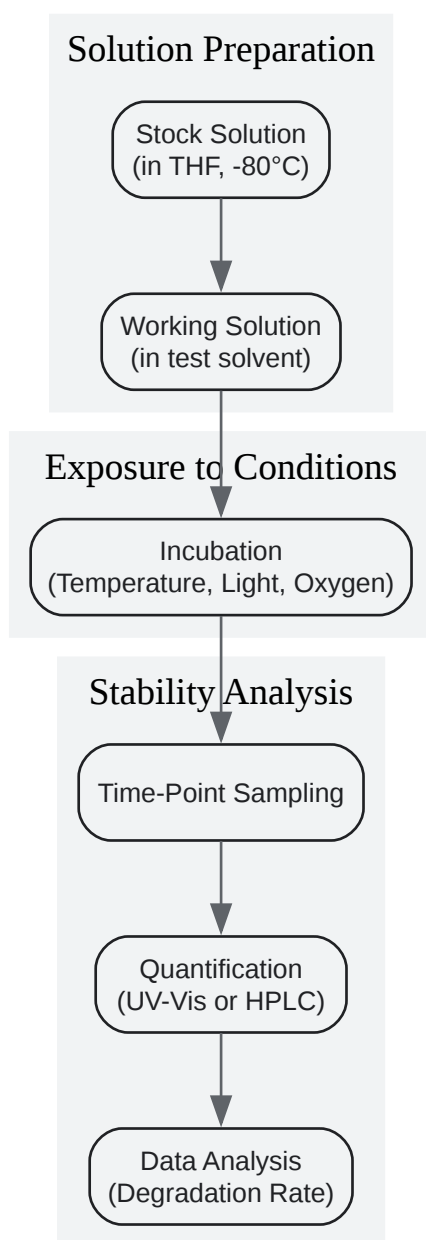 Solution Preparation
Stock Solution
(in THF, -80°C)
Working Solution
(in test solvent)
Exposure to Conditions
Incubation
(Temperature, Light, Oxygen)
Stability Analysis
Time-Point Sampling
Quantification
(UV-Vis or HPLC)
Data Analysis
(Degradation Rate)